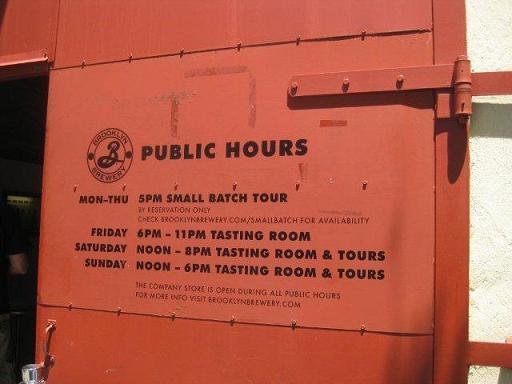 BROOKLYN
B
BREWERY
PUBLIC HOURS
MON–THU 5PM SMALL BATCH TOUR
BY RESERVATION ONLY
CHECK BROOKLYNBREWERY.COM/SMALLBATCH FOR AVAILABILITY
FRIDAY 6PM – 11PM TASTING ROOM
SATURDAY NOON – 8PM TASTING ROOM & TOURS
SUNDAY NOON – 6PM TASTING ROOM & TOURS
THE COMPANY STORE IS OPEN DURING ALL PUBLIC HOURS
FOR MORE INFO VISIT BROOKLYNBREWERY.COM